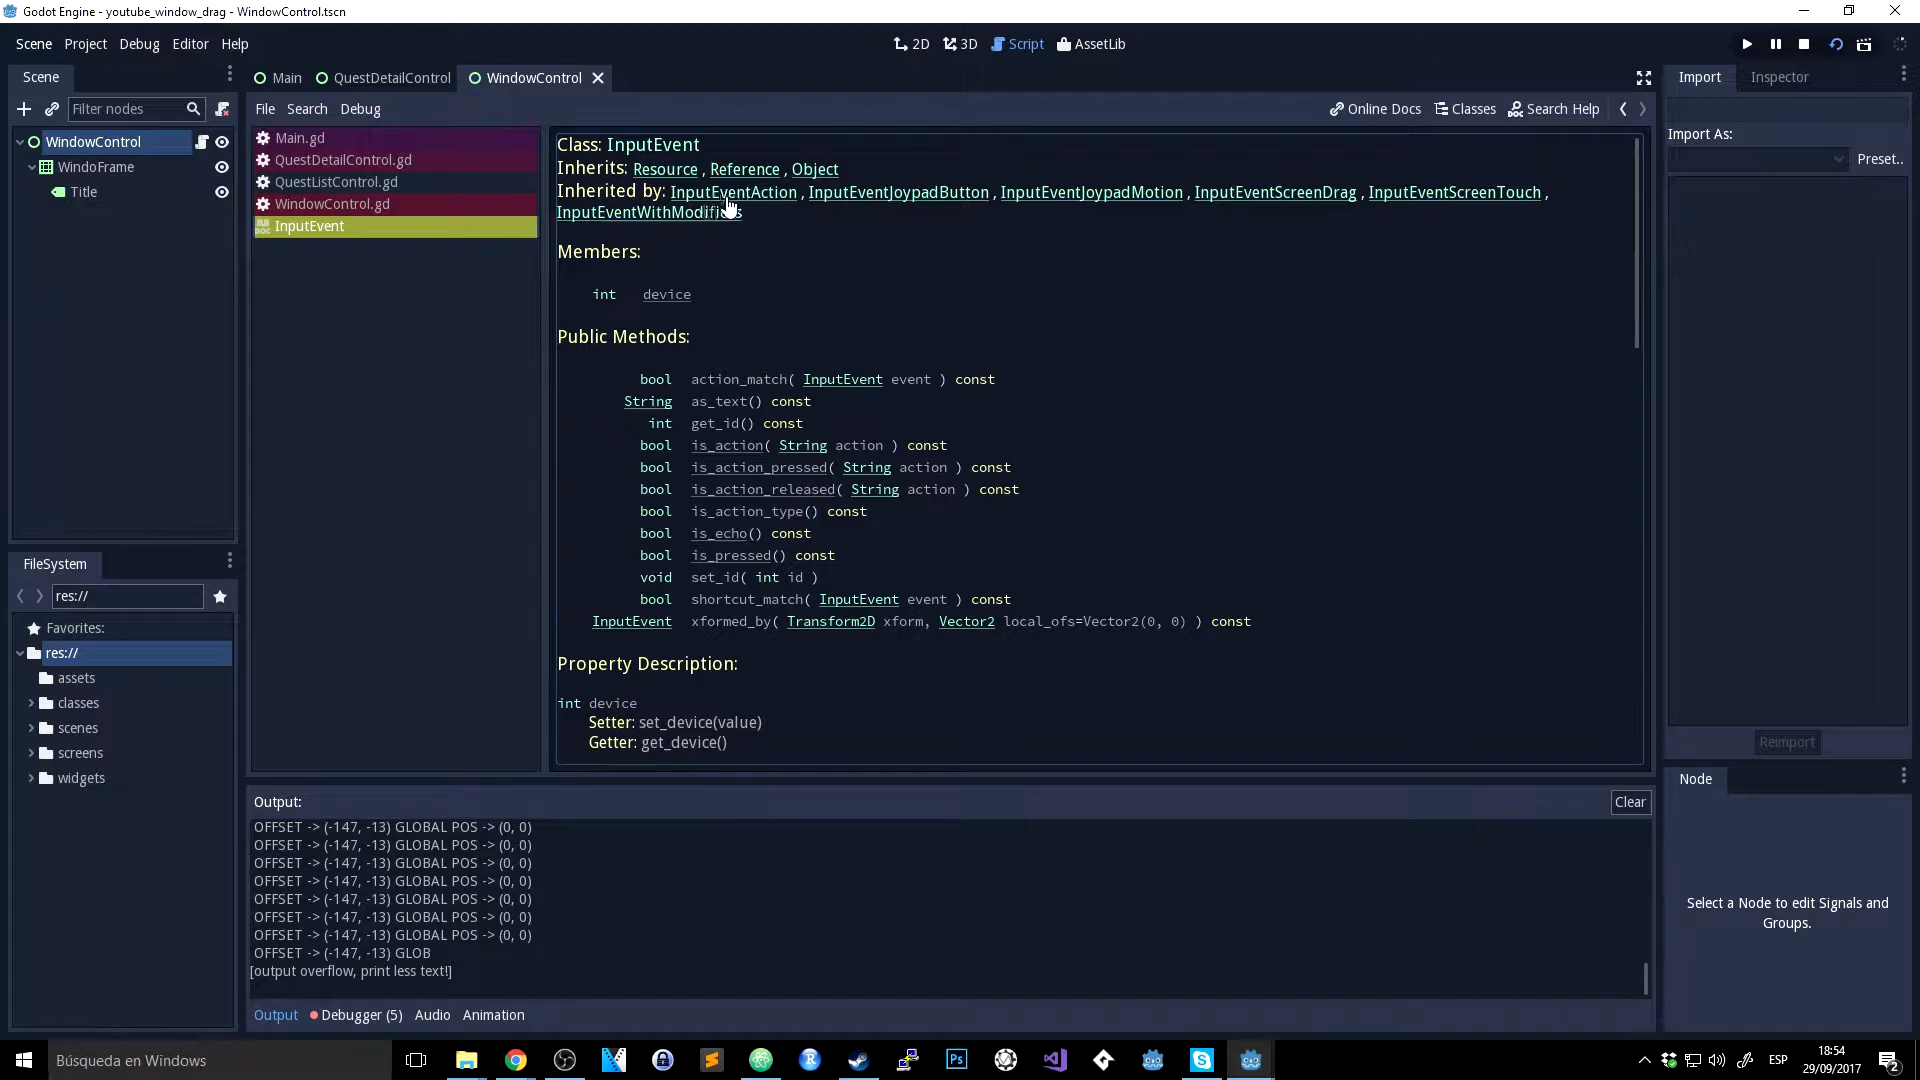 Godot Engine - youtube_window_drag - WindowControl.tscn
Scene Project Debug Editor Help
2D 3D Script AssetLib
Scene
Filter nodes
WindowControl
WindoFrame
Title
FileSystem
res://
Favorites:
res://
assets
classes
scenes
screens
widgets
Main QuestDetailControl WindowControl
File Search Debug
Online Docs Classes Search Help
Main.gd
QuestDetailControl.gd
QuestListControl.gd
WindowControl.gd
InputEvent
Class: InputEvent
Inherits: Resource , Reference , Object
Inherited by: InputEventAction , InputEventJoypadButton , InputEventJoypadMotion , InputEventScreenDrag , InputEventScreenTouch ,
InputEventWithModifiers
Members:
int device
Public Methods:
bool action_match( InputEvent event ) const
String as_text() const
int get_id() const
bool is_action( String action ) const
bool is_action_pressed( String action ) const
bool is_action_released( String action ) const
bool is_action_type() const
bool is_echo() const
bool is_pressed() const
void set_id( int id )
bool shortcut_match( InputEvent event ) const
InputEvent xformed_by( Transform2D xform, Vector2 local_ofs=Vector2(0, 0) ) const
Property Description:
int device
Setter: set_device(value)
Getter: get_device()
Output:
Clear
OFFSET -> (-147, -13) GLOBAL POS -> (0, 0)
OFFSET -> (-147, -13) GLOBAL POS -> (0, 0)
OFFSET -> (-147, -13) GLOBAL POS -> (0, 0)
OFFSET -> (-147, -13) GLOBAL POS -> (0, 0)
OFFSET -> (-147, -13) GLOBAL POS -> (0, 0)
OFFSET -> (-147, -13) GLOBAL POS -> (0, 0)
OFFSET -> (-147, -13) GLOBAL POS -> (0, 0)
OFFSET -> (-147, -13) GLOB
[output overflow, print less text!]
Output Debugger (5) Audio Animation
Import Inspector
Import As:
Preset..
Reimport
Node
Select a Node to edit Signals and
Groups.
Búsqueda en Windows
Ps
ESP
18:54
29/09/2017
2